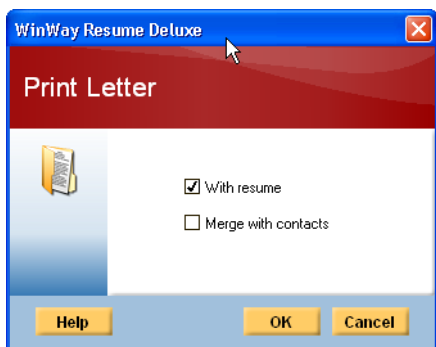 WinWay Resume Deluxe
Print Letter
With resume
Merge with contacts
Help OK Cancel